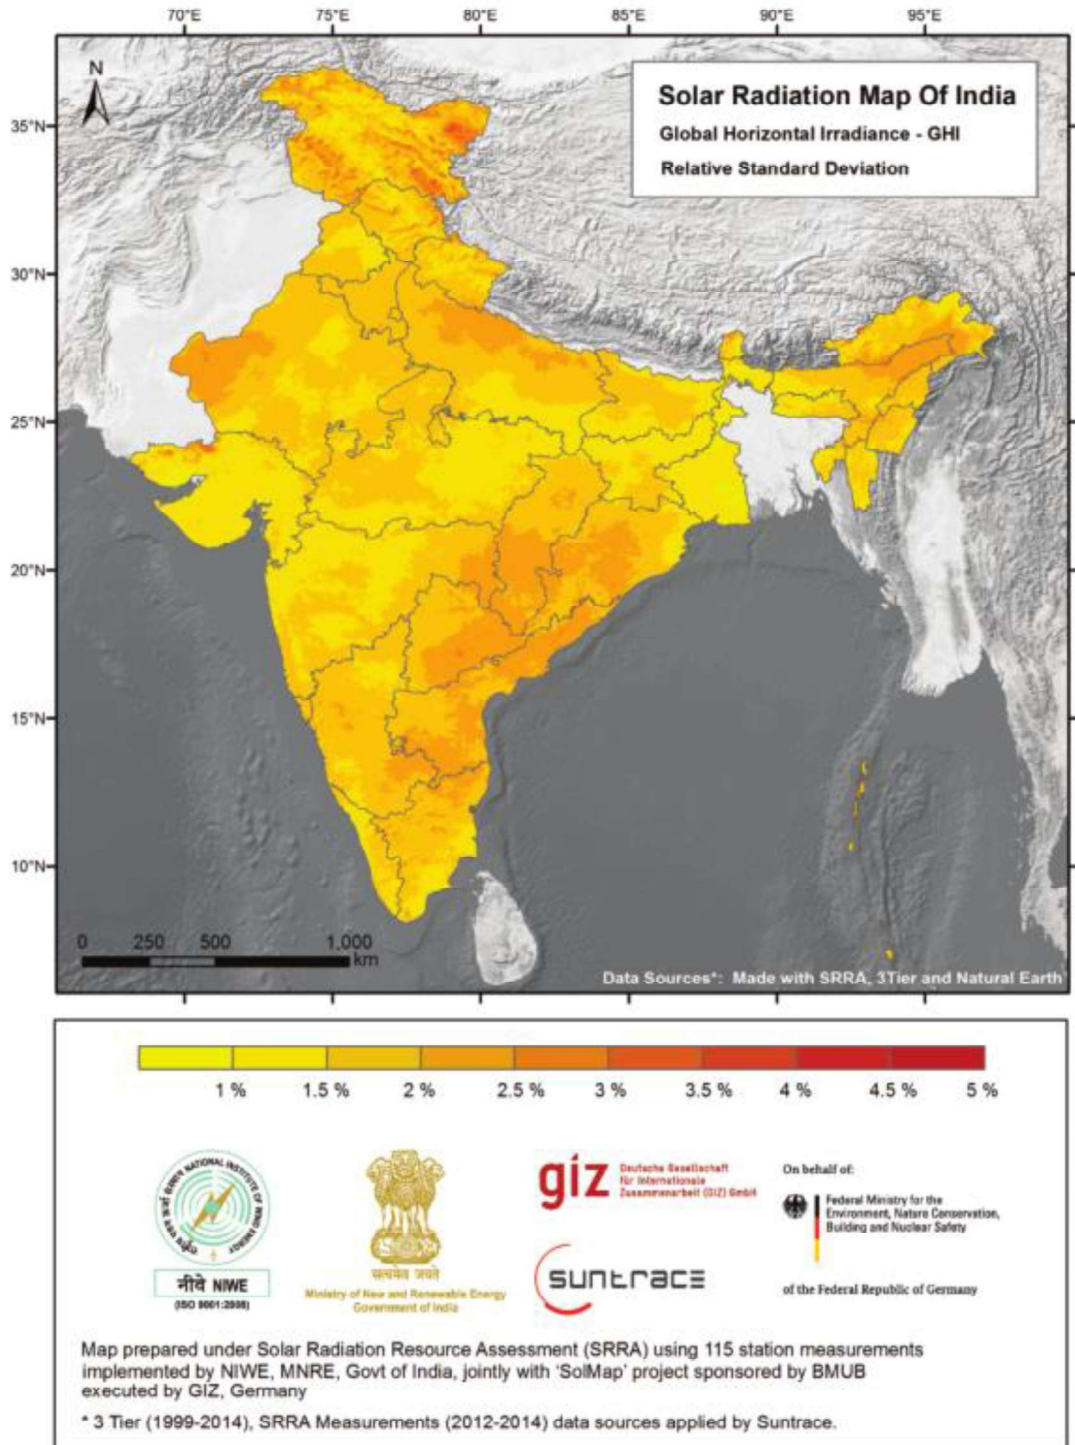 70°E 75°E 80°E 85°E 90°E 95°E
N
Solar Radiation Map Of India
Global Horizontal Irradiance - GHI
Relative Standard Deviation
35°N
30°N
25°N
20°N
15°N
10°N
0 250 500 1,000
km
Data Sources*: Made with SRRA, 3Tier and Natural Earth
1 % 1.5 % 2 % 2.5 % 3 % 3.5 % 4 % 4.5 % 5 %
राष्ट्रीय पवन ऊर्जा संस्थान NATIONAL INSTITUTE OF WIND ENERGY
नीवे NIWE
(ISO 9001:2008)
सत्यमेव जयते
Ministry of New and Renewable Energy
Government of India
giz
Deutsche Gesellschaft
für Internationale
Zusammenarbeit (GIZ) GmbH
suntrace
On behalf of:
Federal Ministry for the
Environment, Nature Conservation,
Building and Nuclear Safety
of the Federal Republic of Germany
Map prepared under Solar Radiation Resource Assessment (SRRA) using 115 station measurements
implemented by NIWE, MNRE, Govt of India, jointly with 'SolMap' project sponsored by BMUB
executed by GIZ, Germany
* 3 Tier (1999-2014), SRRA Measurements (2012-2014) data sources applied by Suntrace.